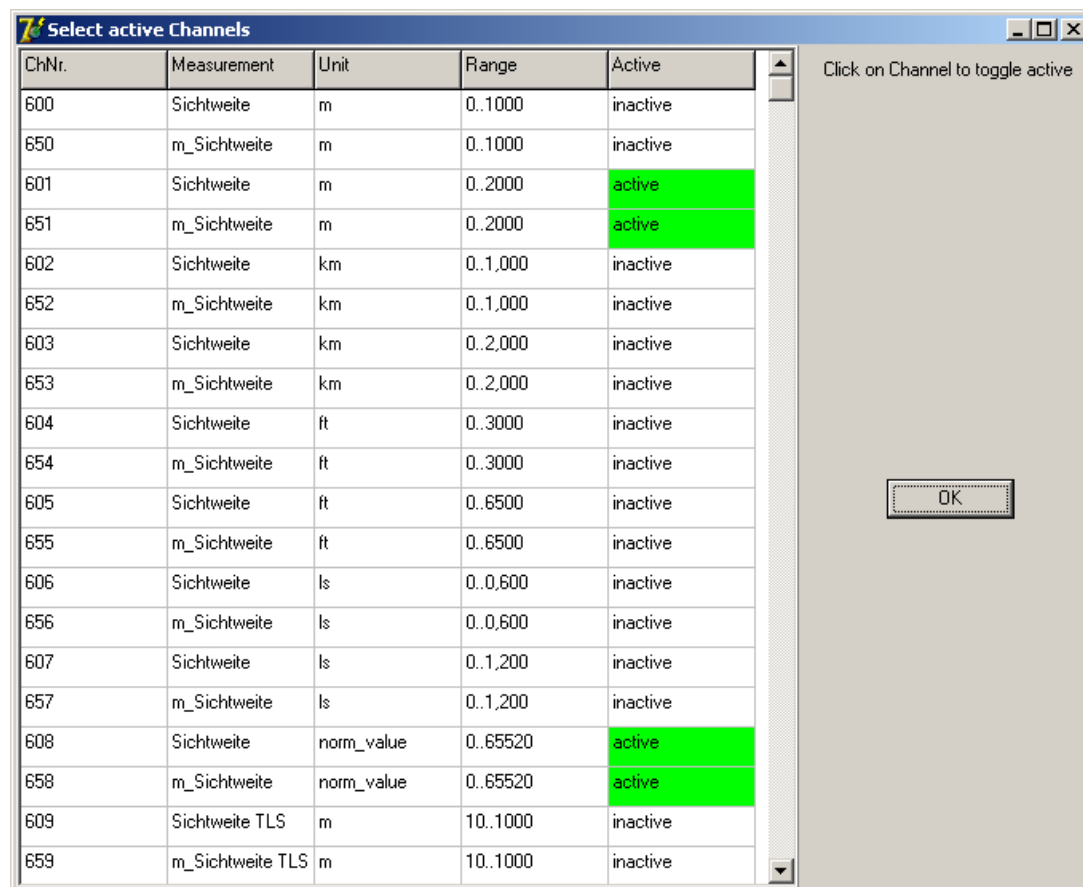 Select active Channels
ChNr. Measurement Unit Range Active
Click on Channel to toggle active
600 Sichtweite m 0..1000 inactive
650 m_Sichtweite m 0..1000 inactive
601 Sichtweite m 0..2000 active
651 m_Sichtweite m 0..2000 active
602 Sichtweite km 0..1,000 inactive
652 m_Sichtweite km 0..1,000 inactive
603 Sichtweite km 0..2,000 inactive
653 m_Sichtweite km 0..2,000 inactive
604 Sichtweite ft 0..3000 inactive
654 m_Sichtweite ft 0..3000 inactive
605 Sichtweite ft 0..6500 inactive
OK
655 m_Sichtweite ft 0..6500 inactive
606 Sichtweite ls 0..0,600 inactive
656 m_Sichtweite ls 0..0,600 inactive
607 Sichtweite ls 0..1,200 inactive
657 m_Sichtweite ls 0..1,200 inactive
608 Sichtweite norm_value 0..65520 active
658 m_Sichtweite norm_value 0..65520 active
609 Sichtweite TLS m 10..1000 inactive
659 m_Sichtweite TLS m 10..1000 inactive